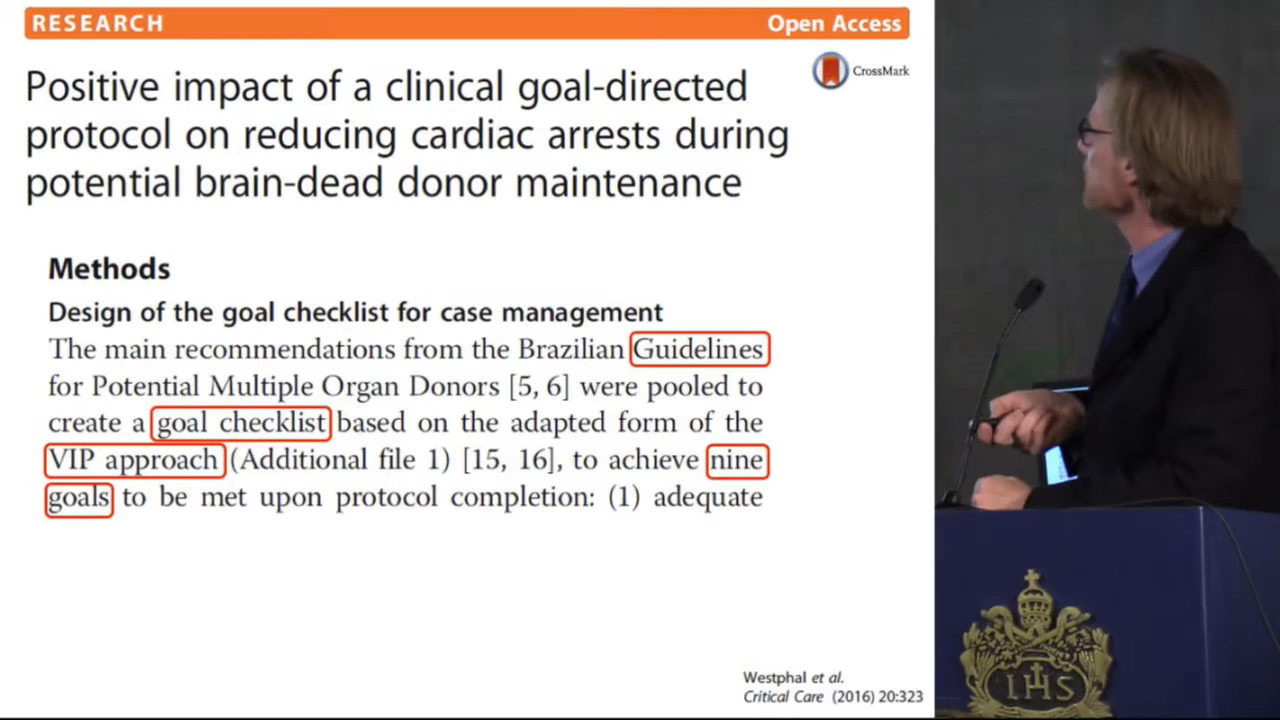 RESEARCH Open Access
CrossMark
Positive impact of a clinical goal-directed
protocol on reducing cardiac arrests during
potential brain-dead donor maintenance
Methods
Design of the goal checklist for case management
The main recommendations from the Brazilian Guidelines
for Potential Multiple Organ Donors [5, 6] were pooled to
create a goal checklist based on the adapted form of the
VIP approach (Additional file 1) [15, 16], to achieve nine
goals to be met upon protocol completion: (1) adequate
Westphal et al.
Critical Care (2016) 20:323
IHS